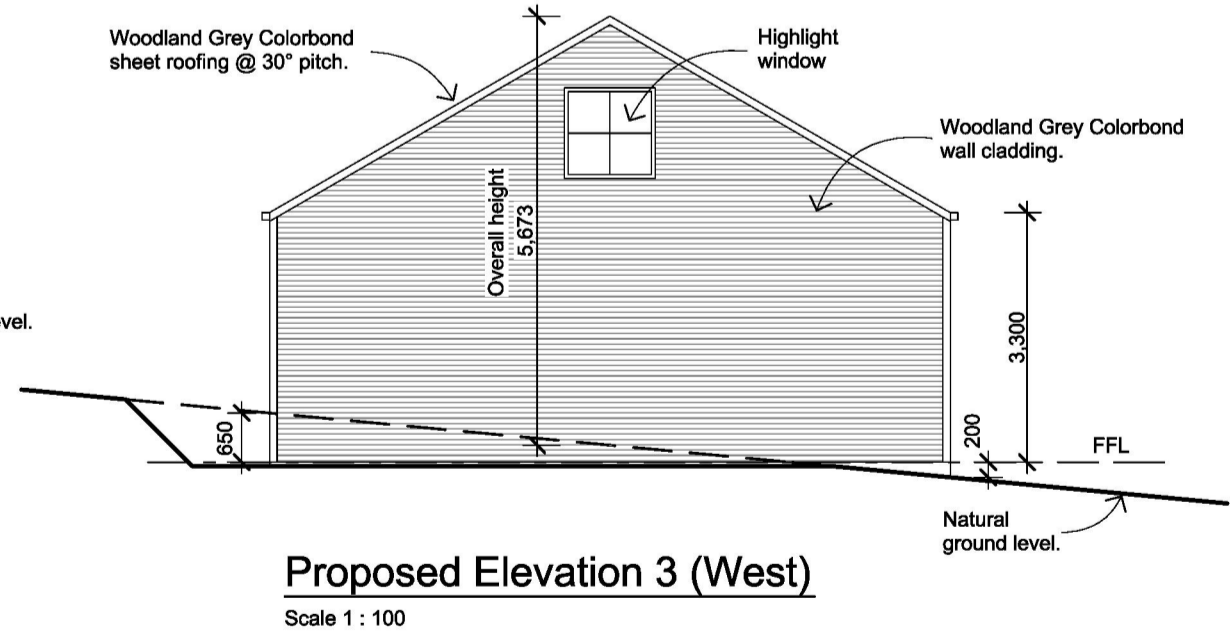 Woodland Grey Colorbond
sheet roofing @ 30° pitch.
Highlight
window
Woodland Grey Colorbond
wall cladding.
Overall height
5,673
3,300
vel.
650
200
FFL
Natural
ground level.
Proposed Elevation 3 (West)
Scale 1 : 100